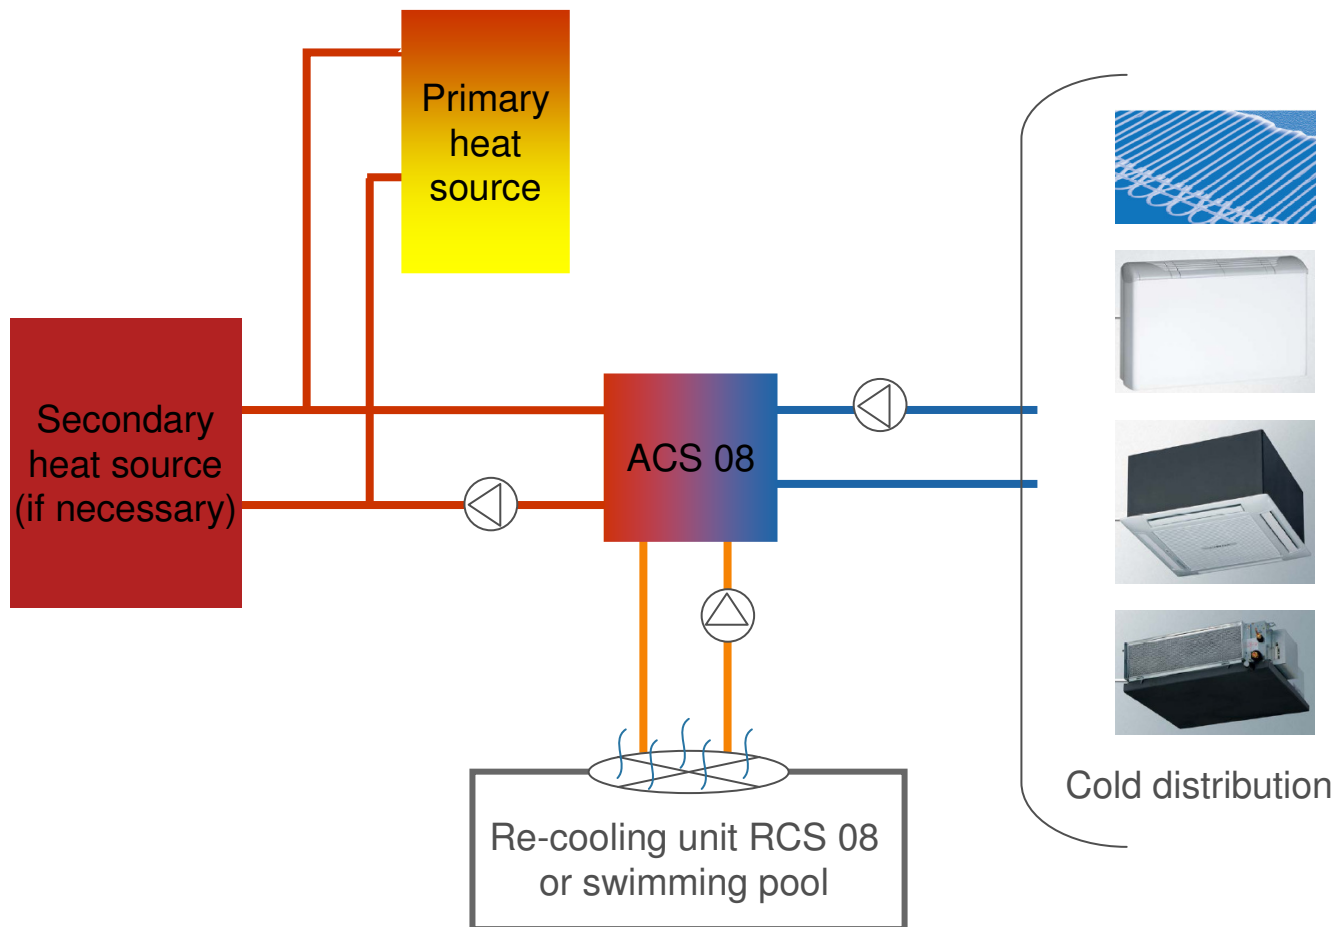 Primary
heat
source
Secondary
heat source
(if necessary)
ACS 08
Cold distribution
Re-cooling unit RCS 08
or swimming pool